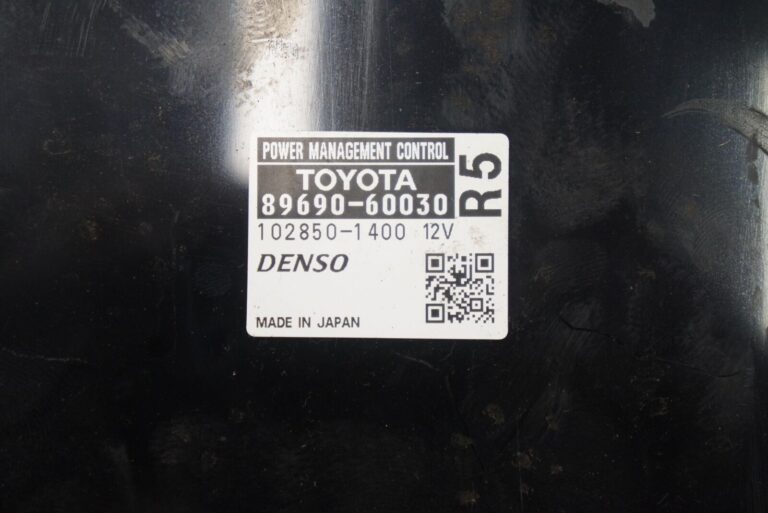 POWER MANAGEMENT CONTROL
TOYOTA
89690-60030
R5
102850-1400 12V
DENSO
MADE IN JAPAN